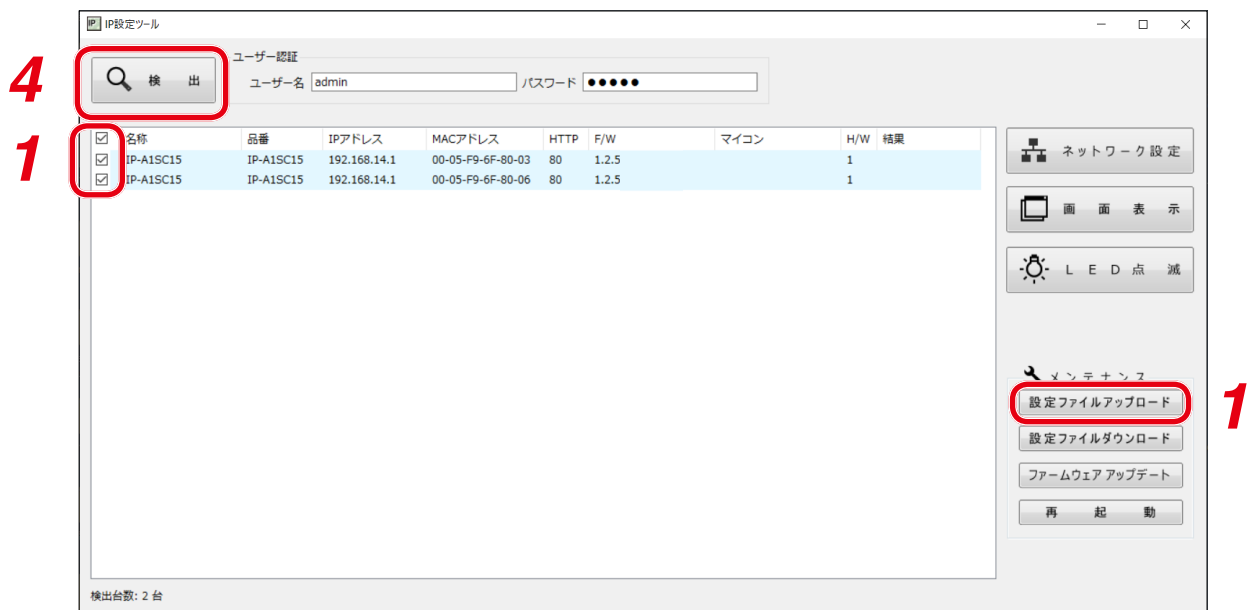 IP IP設定ツール
4
検 出
ユーザー認証
ユーザー名 admin パスワード ●●●●●
1
名称 品番 IPアドレス MACアドレス HTTP F/W マイコン H/W 結果
IP-A1SC15 IP-A1SC15 192.168.14.1 00-05-F9-6F-80-03 80 1.2.5 1
IP-A1SC15 IP-A1SC15 192.168.14.1 00-05-F9-6F-80-06 80 1.2.5 1
ネットワーク設定
画 面 表 示
LED点 滅
メンテナンス
設定ファイルアップロード
1
設定ファイルダウンロード
ファームウェア アップデート
再 起 動
検出台数: 2 台